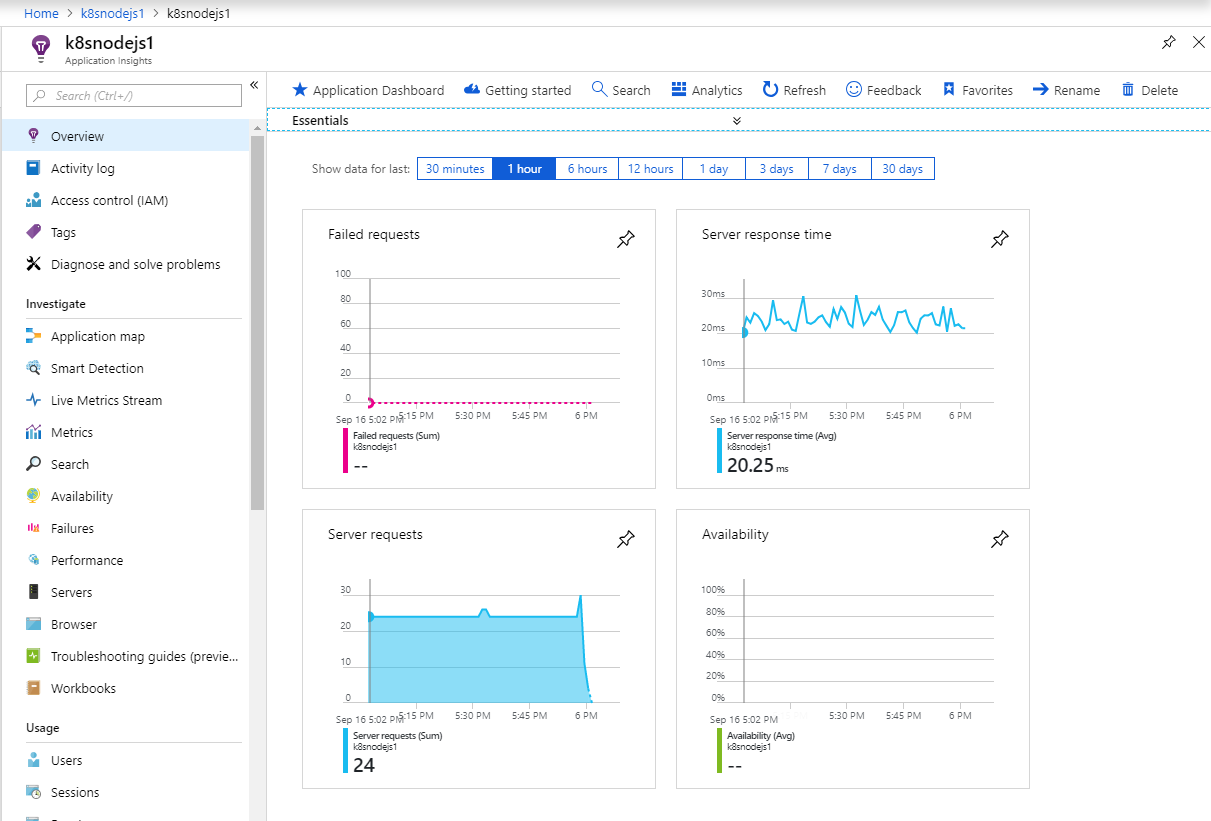 Home > k8snodejs1 > k8snodejs1
k8snodejs1
Application Insights
Search (Ctrl+/)
«
Overview
Activity log
Access control (IAM)
Tags
Diagnose and solve problems
Investigate
Application map
Smart Detection
Live Metrics Stream
Metrics
Search
Availability
Failures
Performance
Servers
Browser
Troubleshooting guides (previe...
Workbooks
Usage
Users
Sessions
Application Dashboard Getting started Search Analytics Refresh Feedback Favorites Rename Delete
Essentials
Show data for last: 30 minutes 1 hour 6 hours 12 hours 1 day 3 days 7 days 30 days
Failed requests
100
80
60
40
20
0
Sep 16 5:02 PM 5:15 PM 5:30 PM 5:45 PM 6 PM
Failed requests (Sum)
k8snodejs1
--
Server response time
30ms
20ms
10ms
0ms
Sep 16 5:02 PM 5:15 PM 5:30 PM 5:45 PM 6 PM
Server response time (Avg)
k8snodejs1
20.25 ms
Server requests
30
20
10
0
Sep 16 5:02 PM 5:15 PM 5:30 PM 5:45 PM 6 PM
Server requests (Sum)
k8snodejs1
24
Availability
100%
80%
60%
40%
20%
0%
Sep 16 5:02 PM 5:30 PM 5:45 PM 6 PM
Availability (Avg)
k8snodejs1
--